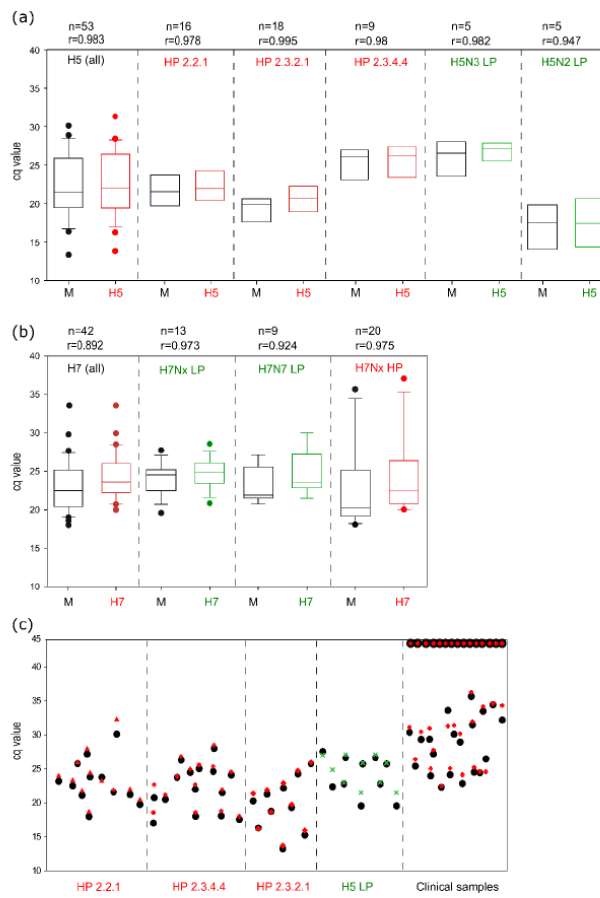 (a)
n=53 n=16 n=18 n=9 n=5 n=5
r=0.983 r=0.978 r=0.995 r=0.98 r=0.982 r=0.947
H5 (all) HP 2.2.1 HP 2.3.2.1 HP 2.3.4.4 H5N3 LP H5N2 LP
40
35
30
25
20
15
10
cq value
M H5 M H5 M H5 M H5 M H5 M H5
(b)
n=42 n=13 n=9 n=20
r=0.892 r=0.973 r=0.924 r=0.975
H7 (all) H7Nx LP H7N7 LP H7Nx HP
40
35
30
25
20
15
10
cq value
M H7 M H7 M H7 M H7
(c)
45
40
35
30
25
20
15
10
cq value
HP 2.2.1 HP 2.3.4.4 HP 2.3.2.1 H5 LP Clinical samples